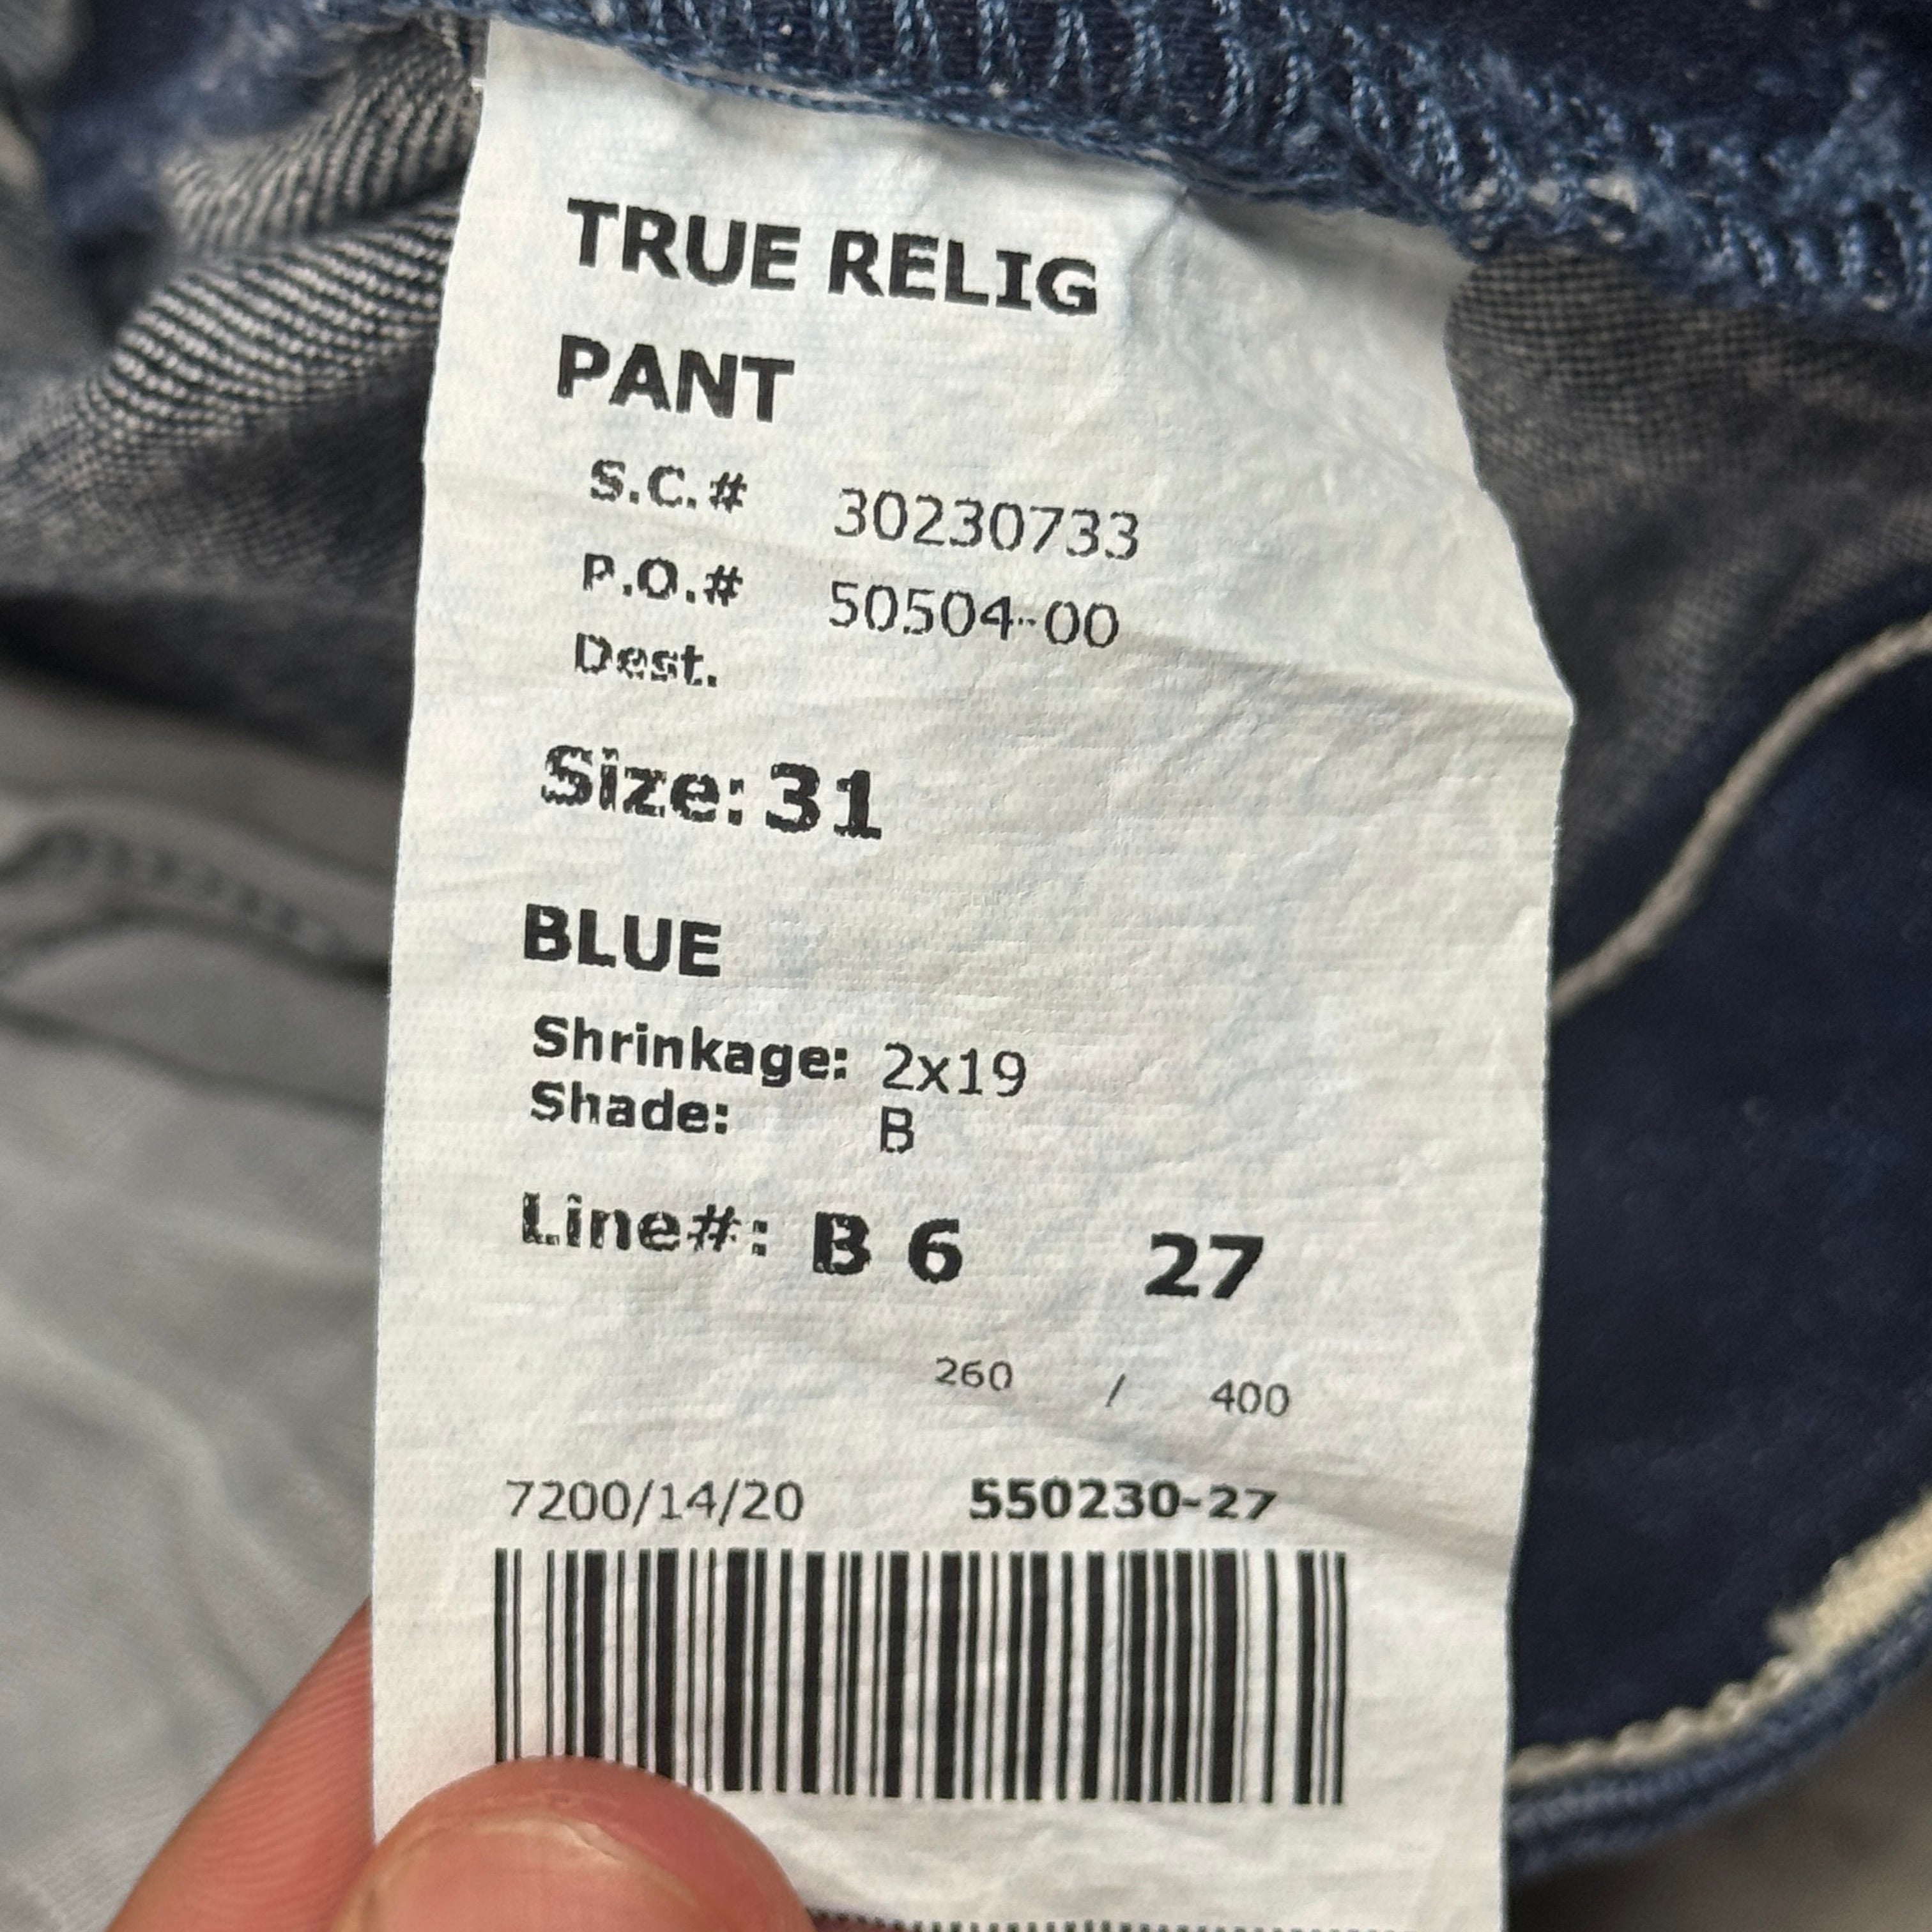 TRUE RELIG
PANT
S.C.# 30230733
P.O.# 50504-00
Dest.
Size: 31
BLUE
Shrinkage: 2x19
Shade: B
Line#: B 6 27
260 / 400
7200/14/20 550230-27